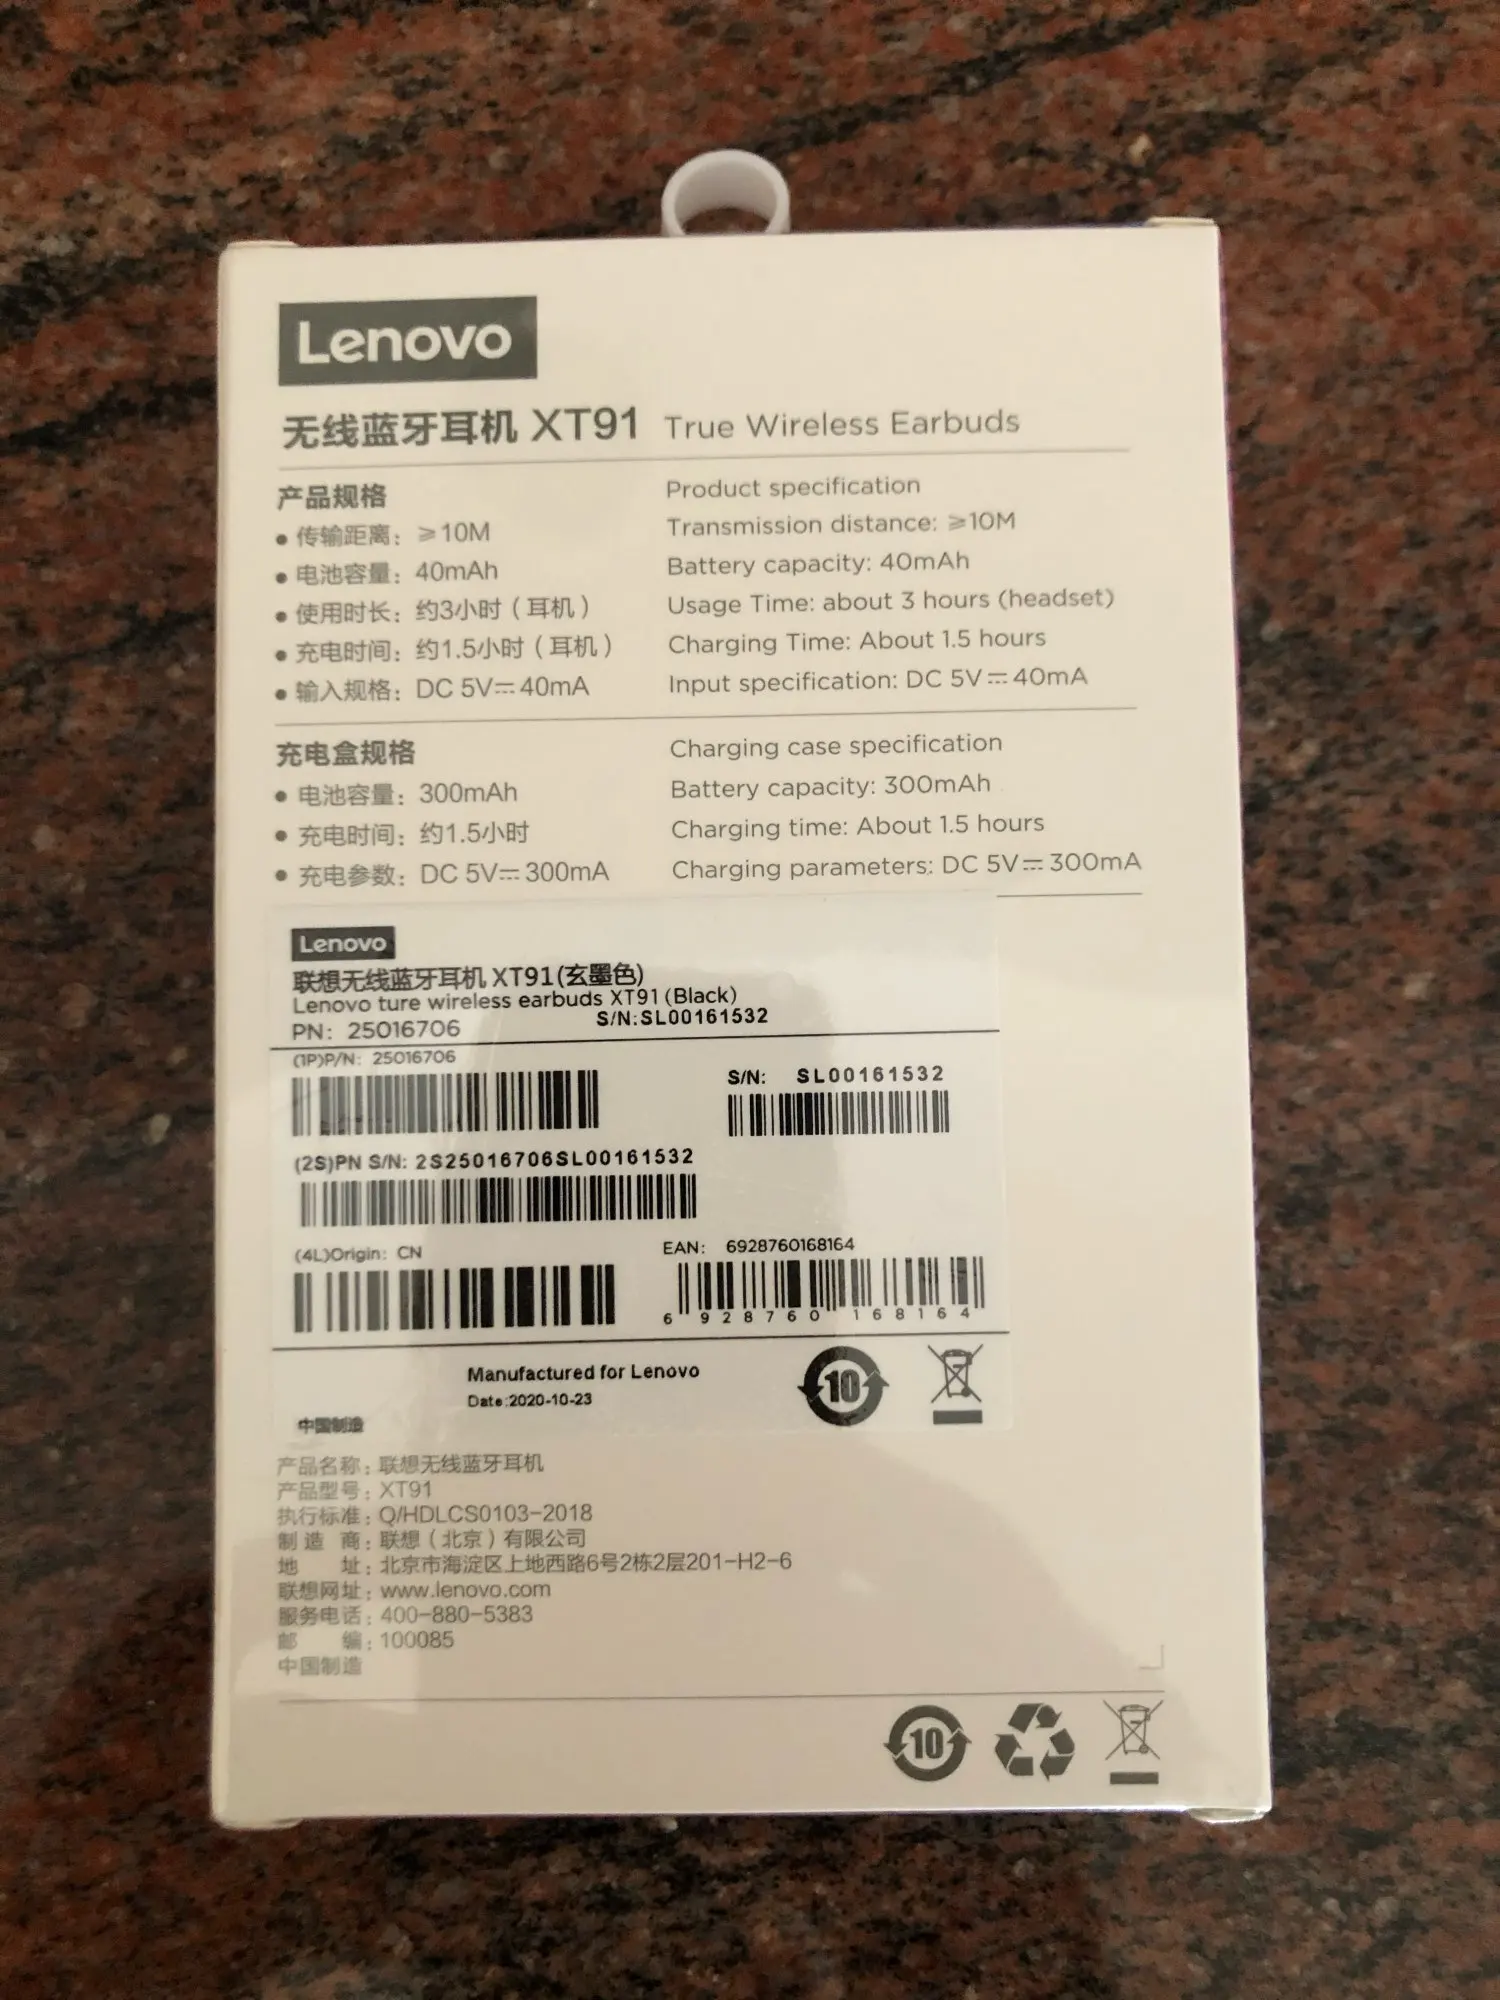 Lenovo
无线蓝牙耳机 XT91 True Wireless Earbuds
产品规格
• 传输距离：≥10M
• 电池容量：40mAh
• 使用时长：约3小时（耳机）
• 充电时间：约1.5小时（耳机）
• 输入规格：DC 5V⎓40mA
Product specification
Transmission distance: ≥10M
Battery capacity: 40mAh
Usage Time: about 3 hours (headset)
Charging Time: About 1.5 hours
Input specification: DC 5V⎓40mA
充电盒规格
• 电池容量：300mAh
• 充电时间：约1.5小时
• 充电参数：DC 5V⎓300mA
Charging case specification
Battery capacity: 300mAh
Charging time: About 1.5 hours
Charging parameters: DC 5V⎓300mA
Lenovo
联想无线蓝牙耳机 XT91(玄墨色)
Lenovo ture wireless earbuds XT91 (Black)
PN: 25016706
S/N:SL00161532
(1P)P/N: 25016706
S/N: SL00161532
(2S)PN S/N: 2S25016706SL00161532
(4L)Origin: CN
EAN: 6928760168164
6 928760 168164
Manufactured for Lenovo
Date:2020-10-23
10
中国制造
产品名称：联想无线蓝牙耳机
产品型号：XT91
执行标准：Q/HDLCS0103-2018
制 造 商：联想（北京）有限公司
地 址：北京市海淀区上地西路6号2栋2层201-H2-6
联想网址：www.lenovo.com
服务电话：400-880-5383
邮 编：100085
中国制造
10